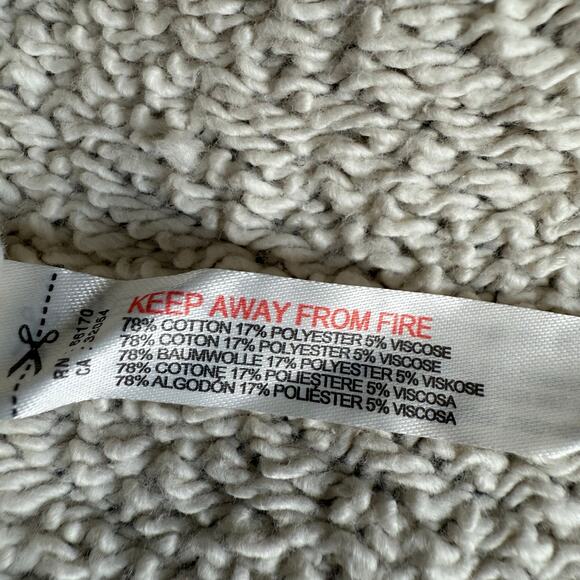 KEEP AWAY FROM FIRE
78% COTTON 17% POLYESTER 5% VISCOSE
78% COTON 17% POLYESTER 5% VISCOSE
78% BAUMWOLLE 17% POLYESTER 5% VISKOSE
78% COTONE 17% POLIESTERE 5% VISCOSA
78% ALGODÓN 17% POLIÉSTER 5% VISCOSA
RN
CA